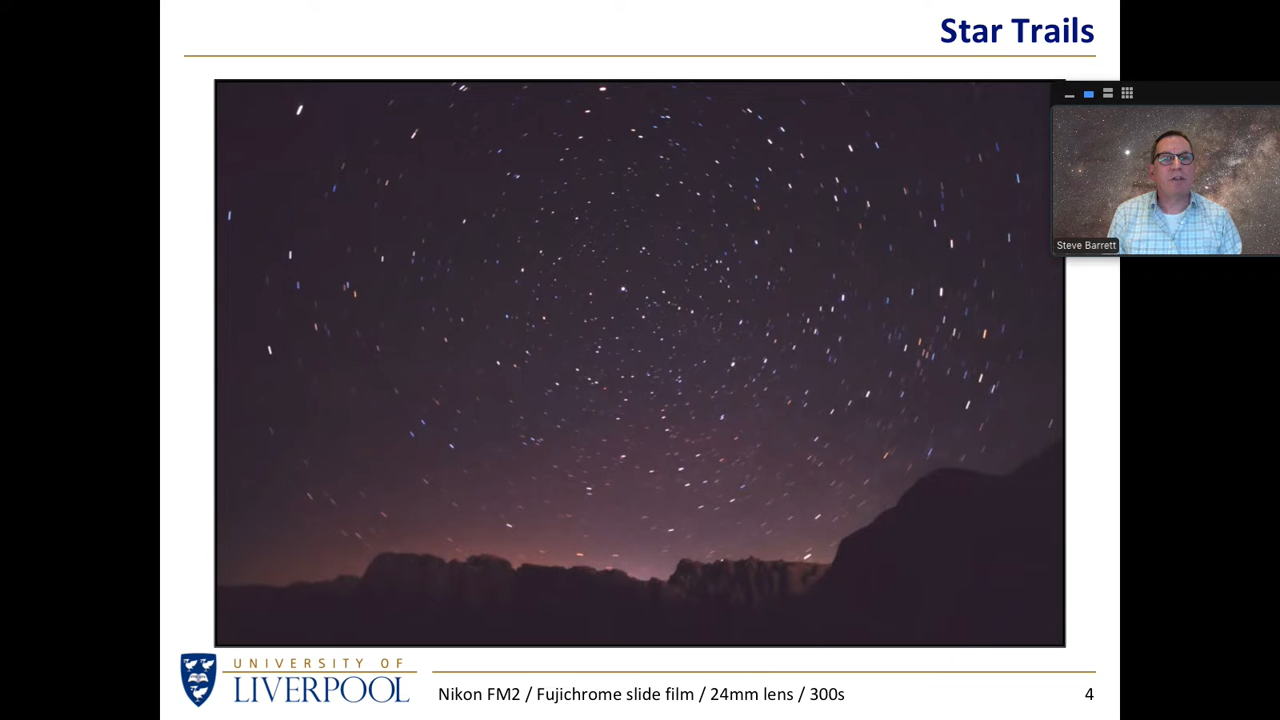 Star Trails
Steve Barrett
UNIVERSITY OF
LIVERPOOL
Nikon FM2 / Fujichrome slide film / 24mm lens / 300s
4